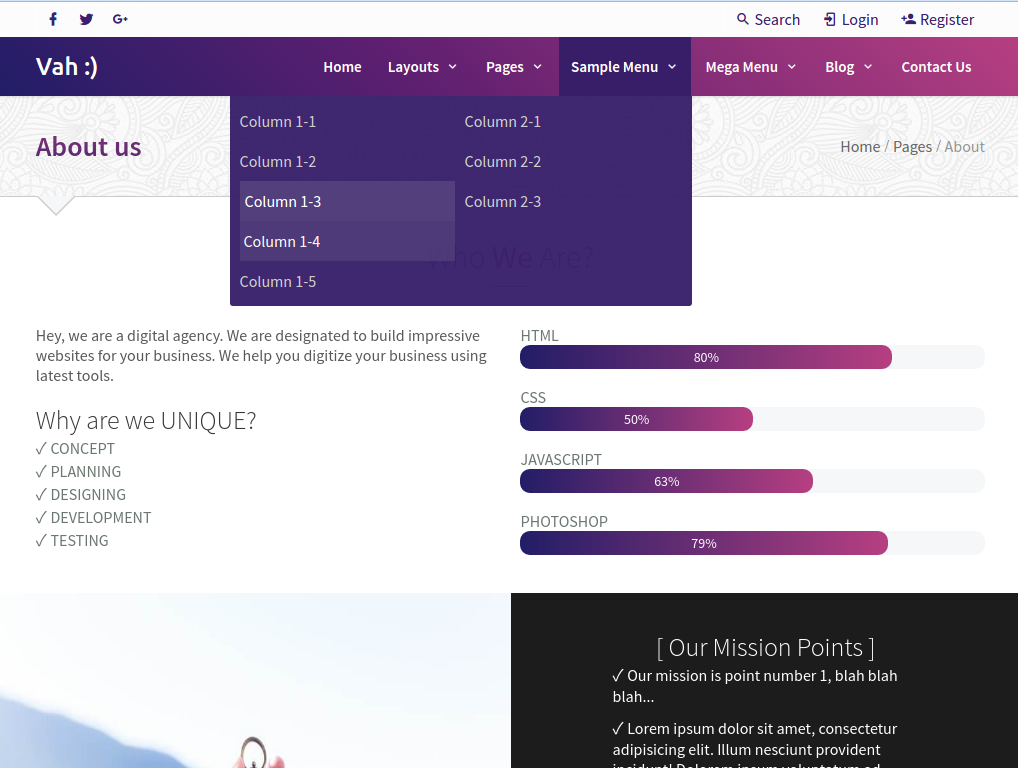 Search Login Register
Vah :)
Home Layouts Pages Sample Menu Mega Menu Blog Contact Us
About us
Home / Pages / About
Column 1-1 Column 2-1
Column 1-2 Column 2-2
Column 1-3 Column 2-3
Column 1-4
Who We Are?
Column 1-5
Hey, we are a digital agency. We are designated to build impressive
websites for your business. We help you digitize your business using
latest tools.
Why are we UNIQUE?
✓ CONCEPT
✓ PLANNING
✓ DESIGNING
✓ DEVELOPMENT
✓ TESTING
HTML
80%
CSS
50%
JAVASCRIPT
63%
PHOTOSHOP
79%
[ Our Mission Points ]
✓ Our mission is point number 1, blah blah
blah...
✓ Lorem ipsum dolor sit amet, consectetur
adipisicing elit. Illum nesciunt provident